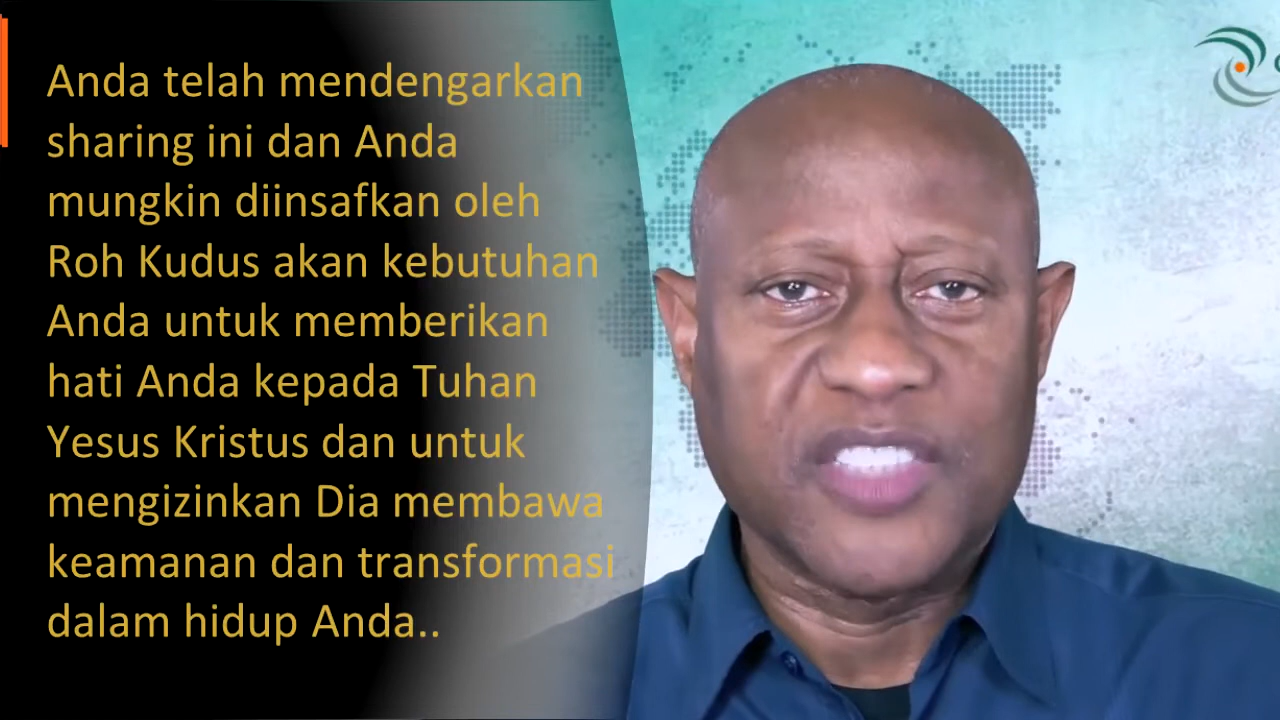 Anda telah mendengarkan
sharing ini dan Anda
mungkin diinsafkan oleh
Roh Kudus akan kebutuhan
Anda untuk memberikan
hati Anda kepada Tuhan
Yesus Kristus dan untuk
mengizinkan Dia membawa
keamanan dan transformasi
dalam hidup Anda..